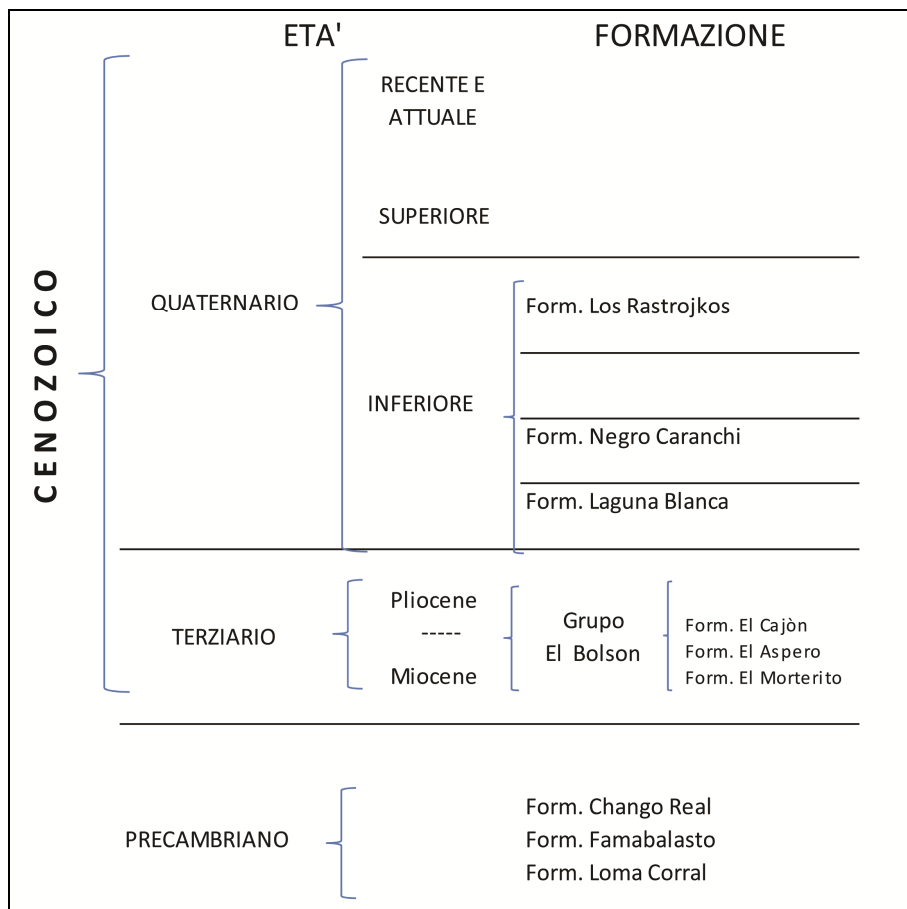 ETA' FORMAZIONE
RECENTE E
ATTUALE
SUPERIORE
CENOZOICO
QUATERNARIO
Form. Los Rastrojkos
INFERIORE
Form. Negro Caranchi
Form. Laguna Blanca
TERZIARIO
Pliocene
-----
Miocene
Grupo
El Bolson
Form. El Cajòn
Form. El Aspero
Form. El Morterito
PRECAMBRIANO
Form. Chango Real
Form. Famabalasto
Form. Loma Corral